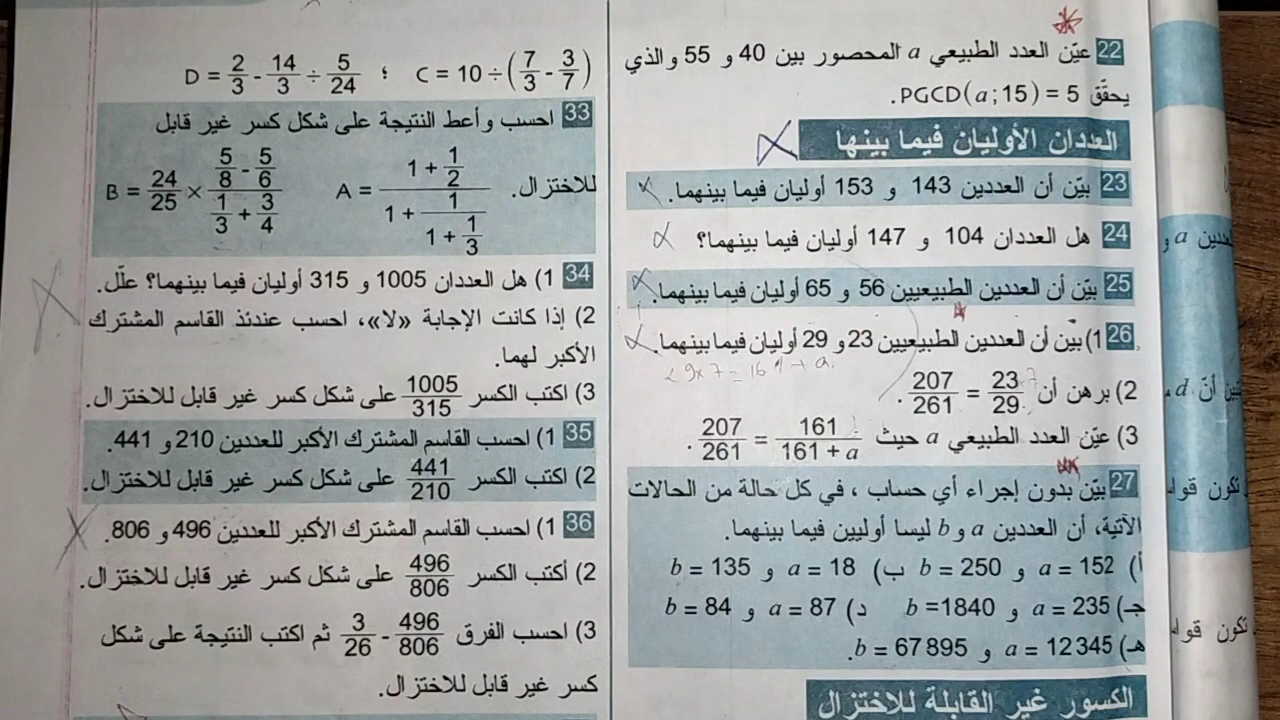 22 عيّن العدد الطبيعي a المحصور بين 40 و 55 والذي
يحقّق PGCD(a;15) = 5.
العددان الأوليان فيما بينها
23 بيّن أن العددين 143 و 153 أوليان فيما بينهما.
24 هل العددان 104 و 147 أوليان فيما بينهما؟
25 بيّن أن العددين الطبيعيين 56 و 65 أوليان فيما بينهما.
26 1) بيّن أن العددين الطبيعيين 23 و 29 أوليان فيما بينهما.
2) برهن أن 207/261 = 23/29.
3) عيّن العدد الطبيعي a حيث 207/261 = 161/(161 + a).
27 بيّن بدون إجراء أي حساب ، في كل حالة من الحالات
الآتية، أن العددين a و b ليسا أوليين فيما بينهما.
أ) a = 152 و b = 250 ب) a = 18 و b = 135
جـ) a = 235 و b =1840 د) a = 87 و b = 84
هـ) a = 12 345 و b = 67 895.
الكسور غير القابلة للاختزال
C = 10 ÷ (7/3 - 3/7) ؛ D = 2/3 - 14/3 ÷ 5/24
33 احسب و أعط النتيجة على شكل كسر غير قابل
للاختزال. A = (1 + 1/2)/(1 + 1/(1 + 1/3)) B = 24/25 × (5/8 - 5/6)/(1/3 + 3/4)
34 1) هل العددان 1005 و 315 أوليان فيما بينهما؟ علّل.
2) إذا كانت الإجابة «لا»، احسب عندئذ القاسم المشترك
الأكبر لهما.
3) اكتب الكسر 1005/315 على شكل كسر غير قابل للاختزال.
35 1) احسب القاسم المشترك الأكبر للعددين 210 و 441.
2) اكتب الكسر 441/210 على شكل كسر غير قابل للاختزال.
36 1) احسب القاسم المشترك الأكبر للعددين 496 و 806.
2) أكتب الكسر 496/806 على شكل كسر غير قابل للاختزال.
3) احسب الفرق 496/806 - 3/26 ثم اكتب النتيجة على شكل
كسر غير قابل للاختزال.